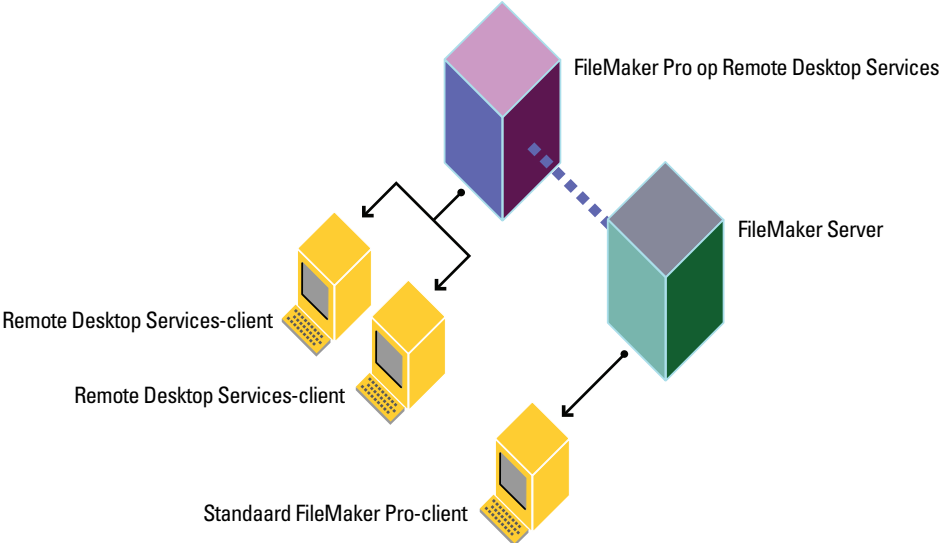 FileMaker Pro op Remote Desktop Services
FileMaker Server
Remote Desktop Services-client
Remote Desktop Services-client
Standaard FileMaker Pro-client